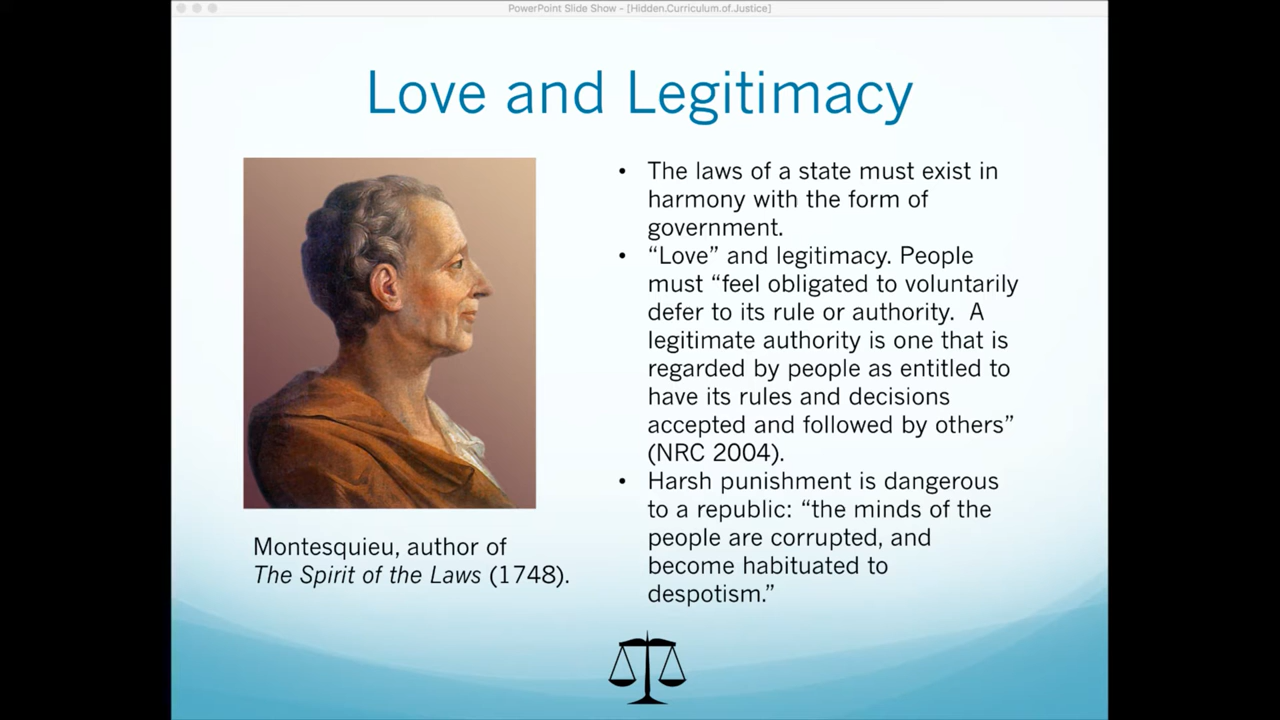 PowerPoint Slide Show - [Hidden.Curriculum.of.Justice]
Love and Legitimacy
Montesquieu, author of
The Spirit of the Laws (1748).
• The laws of a state must exist in
harmony with the form of
government.
• “Love” and legitimacy. People
must “feel obligated to voluntarily
defer to its rule or authority.  A
legitimate authority is one that is
regarded by people as entitled to
have its rules and decisions
accepted and followed by others”
(NRC 2004).
• Harsh punishment is dangerous
to a republic: “the minds of the
people are corrupted, and
become habituated to
despotism.”